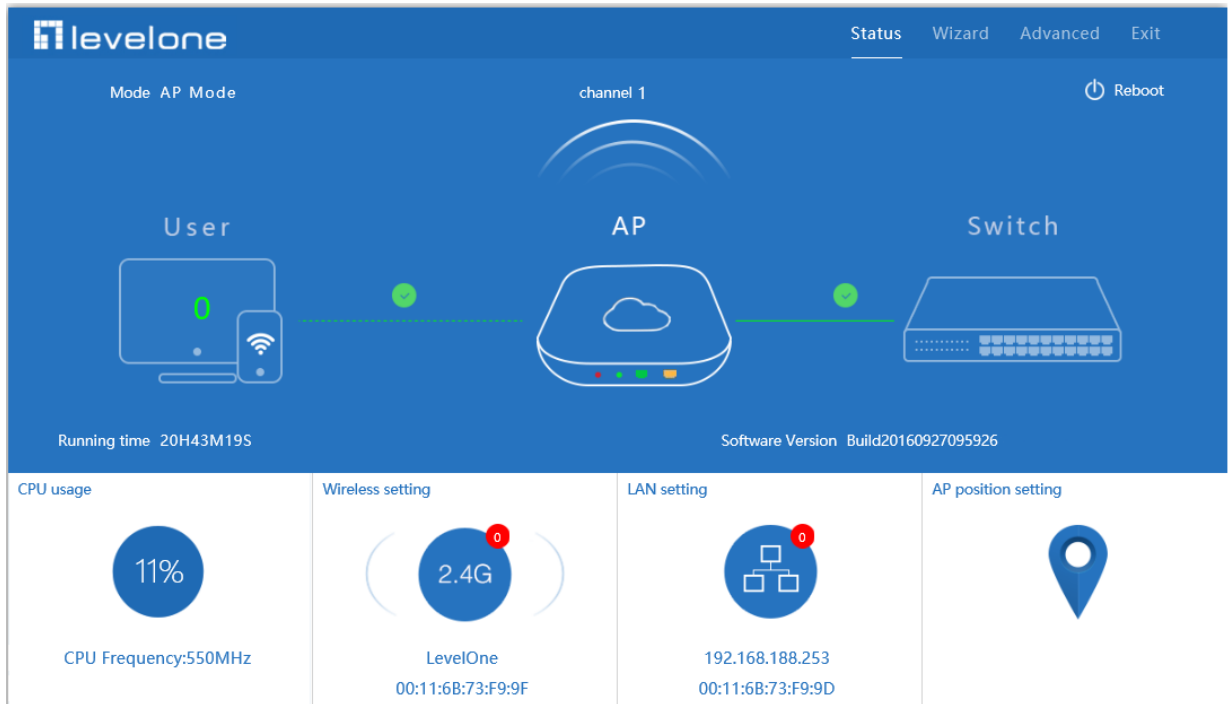 levelone
Status Wizard Advanced Exit
Mode AP Mode channel 1 Reboot
User AP Switch
0
Running time 20H43M19S Software Version Build20160927095926
CPU usage Wireless setting LAN setting AP position setting
0 0
11% 2.4G
CPU Frequency:550MHz LevelOne 192.168.188.253
00:11:6B:73:F9:9F 00:11:6B:73:F9:9D